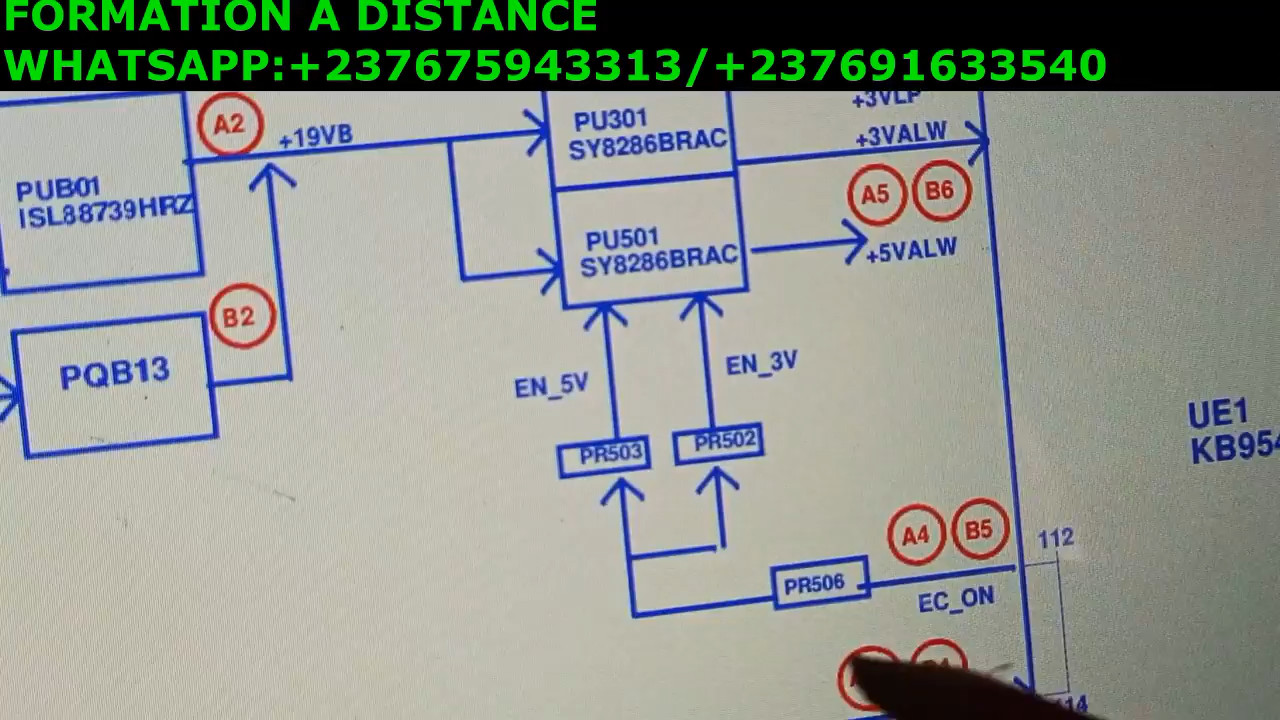 FORMATION A DISTANCE
WHATSAPP:+237675943313/+237691633540
A2
+19VB
PU301
SY8286BRAC
+3VLP
+3VALW
PUB01
ISL88739HRZ
A5
B6
PU501
SY8286BRAC
+5VALW
B2
PQB13
EN_5V
EN_3V
PR503
PR502
UE1
A4
B5
112
PR506
EC_ON